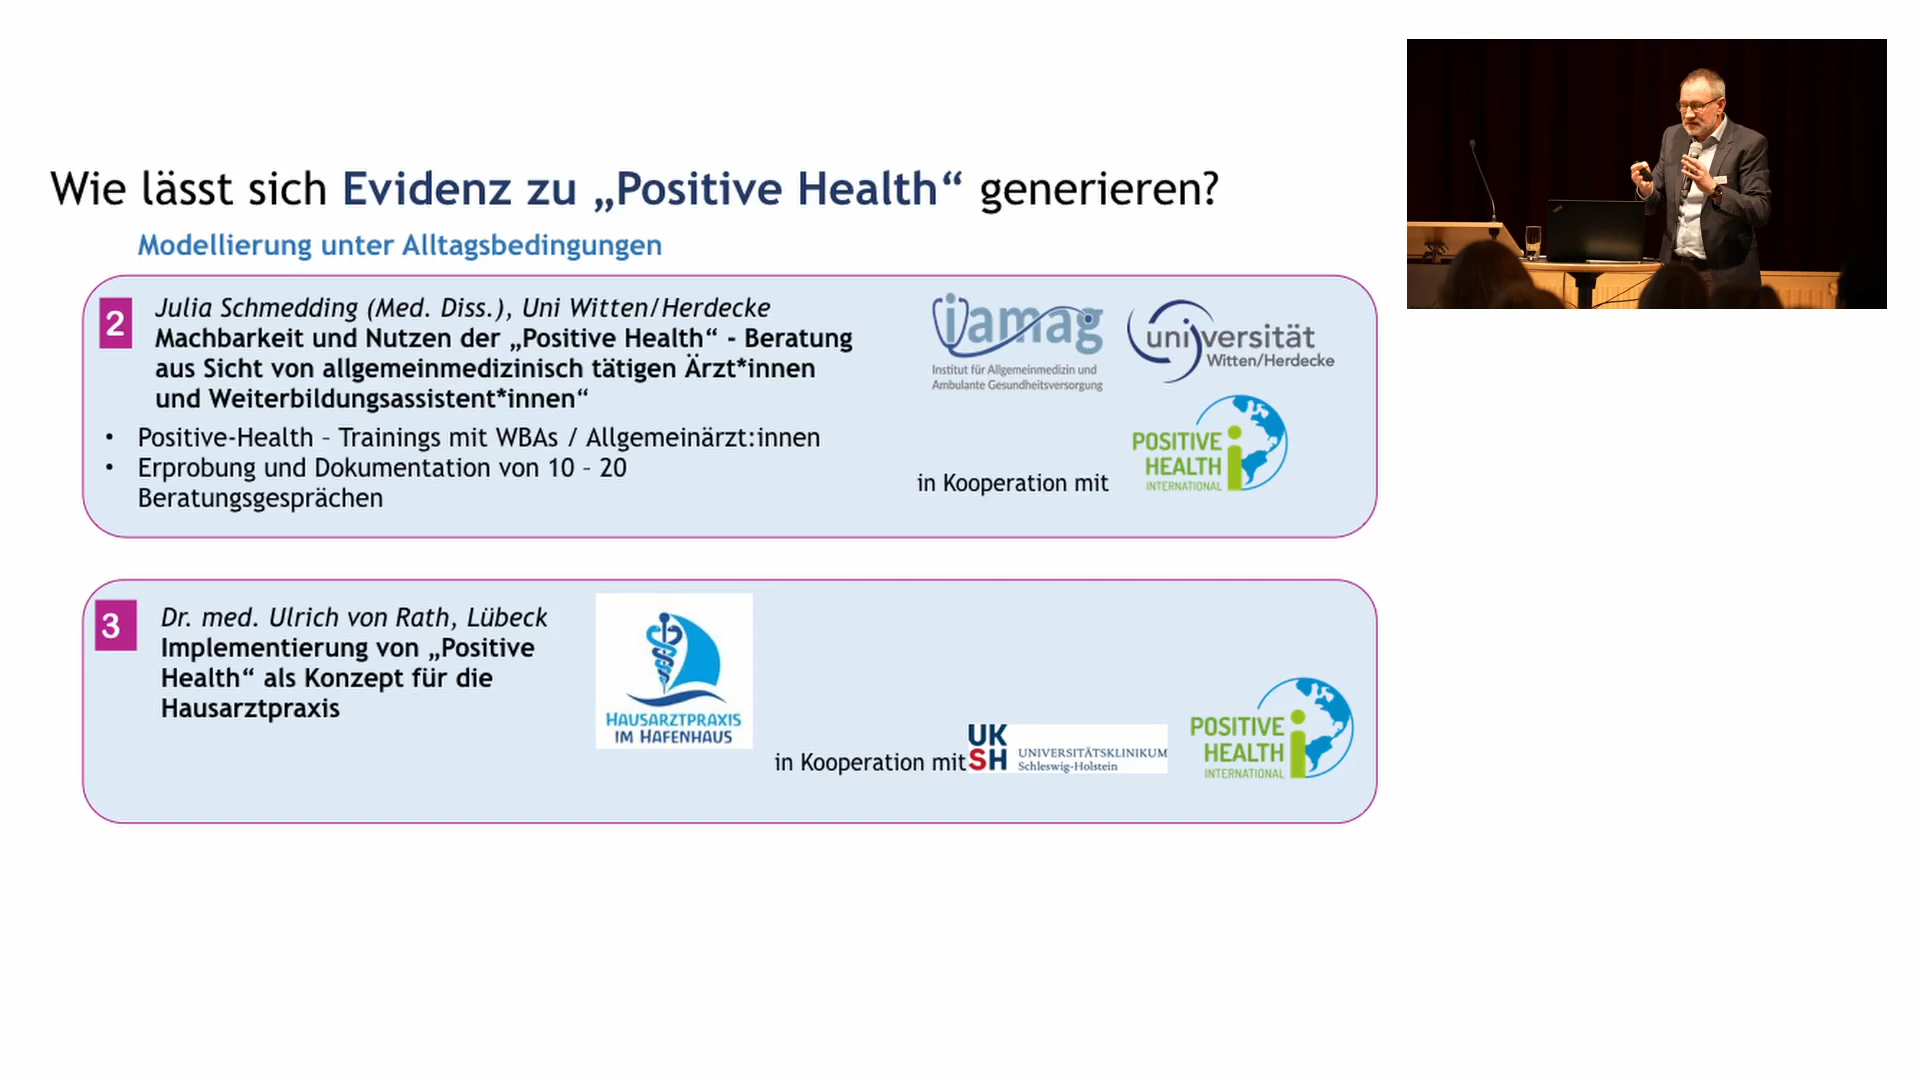 Wie lässt sich Evidenz zu „Positive Health“ generieren?
Modellierung unter Alltagsbedingungen
2
Julia Schmedding (Med. Diss.), Uni Witten/Herdecke
Machbarkeit und Nutzen der „Positive Health“ - Beratung
aus Sicht von allgemeinmedizinisch tätigen Ärzt*innen
und Weiterbildungsassistent*innen“
• Positive-Health – Trainings mit WBAs / Allgemeinärzt:innen
• Erprobung und Dokumentation von 10 – 20
Beratungsgesprächen
iamag
Institut für Allgemeinmedizin und
Ambulante Gesundheitsversorgung
universität
Witten/Herdecke
in Kooperation mit
POSITIVE
HEALTH
INTERNATIONAL
i
3
Dr. med. Ulrich von Rath, Lübeck
Implementierung von „Positive
Health“ als Konzept für die
Hausarztpraxis
HAUSARZTPRAXIS
IM HAFENHAUS
in Kooperation mit
UK
SH
UNIVERSITÄTSKLINIKUM
Schleswig-Holstein
POSITIVE
HEALTH
INTERNATIONAL
i